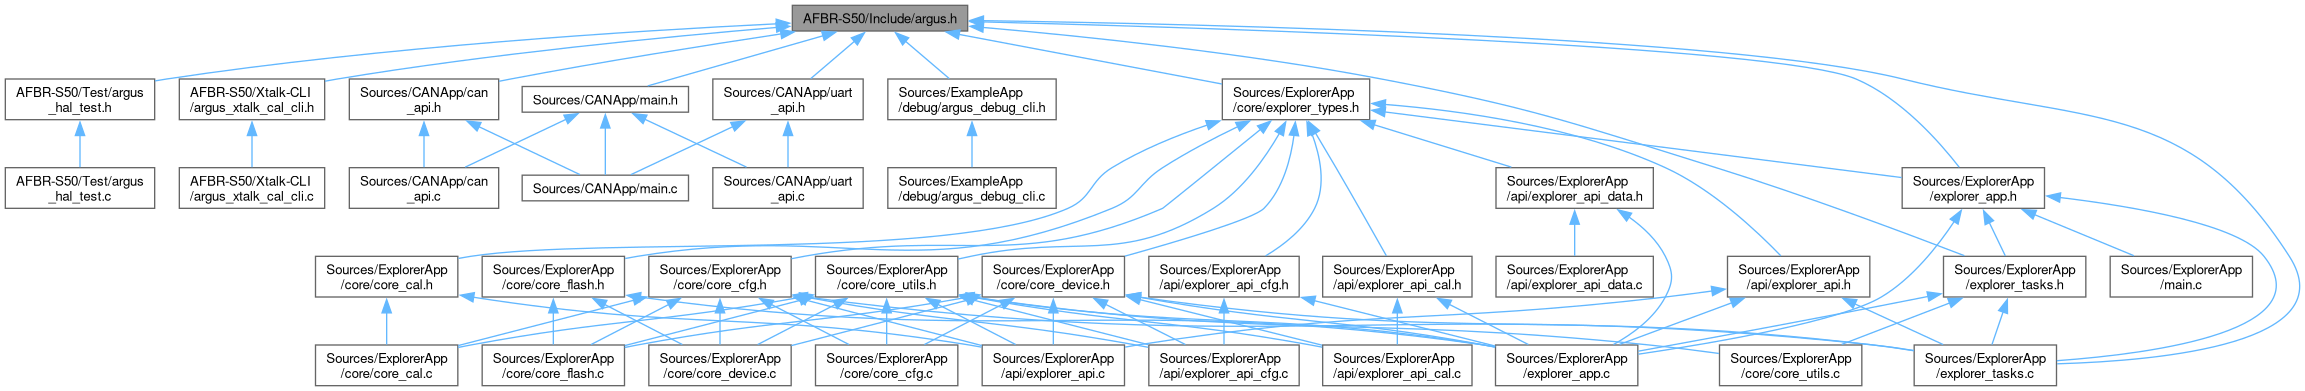 AFBR-S50/Include/argus.h
AFBR-S50/Test/argus
_hal_test.h
AFBR-S50/Xtalk-CLI
/argus_xtalk_cal_cli.h
Sources/CANApp/can
_api.h
Sources/CANApp/main.h
Sources/CANApp/uart
_api.h
Sources/ExampleApp
/debug/argus_debug_cli.h
Sources/ExplorerApp
/core/explorer_types.h
AFBR-S50/Test/argus
_hal_test.c
AFBR-S50/Xtalk-CLI
/argus_xtalk_cal_cli.c
Sources/CANApp/can
_api.c
Sources/CANApp/main.c
Sources/CANApp/uart
_api.c
Sources/ExampleApp
/debug/argus_debug_cli.c
Sources/ExplorerApp
/api/explorer_api_data.h
Sources/ExplorerApp
/explorer_app.h
Sources/ExplorerApp
/core/core_cal.h
Sources/ExplorerApp
/core/core_flash.h
Sources/ExplorerApp
/core/core_cfg.h
Sources/ExplorerApp
/core/core_utils.h
Sources/ExplorerApp
/core/core_device.h
Sources/ExplorerApp
/api/explorer_api_cfg.h
Sources/ExplorerApp
/api/explorer_api_cal.h
Sources/ExplorerApp
/api/explorer_api_data.c
Sources/ExplorerApp
/api/explorer_api.h
Sources/ExplorerApp
/explorer_tasks.h
Sources/ExplorerApp
/main.c
Sources/ExplorerApp
/core/core_cal.c
Sources/ExplorerApp
/core/core_flash.c
Sources/ExplorerApp
/core/core_device.c
Sources/ExplorerApp
/core/core_cfg.c
Sources/ExplorerApp
/api/explorer_api.c
Sources/ExplorerApp
/api/explorer_api_cfg.c
Sources/ExplorerApp
/api/explorer_api_cal.c
Sources/ExplorerApp
/explorer_app.c
Sources/ExplorerApp
/core/core_utils.c
Sources/ExplorerApp
/explorer_tasks.c